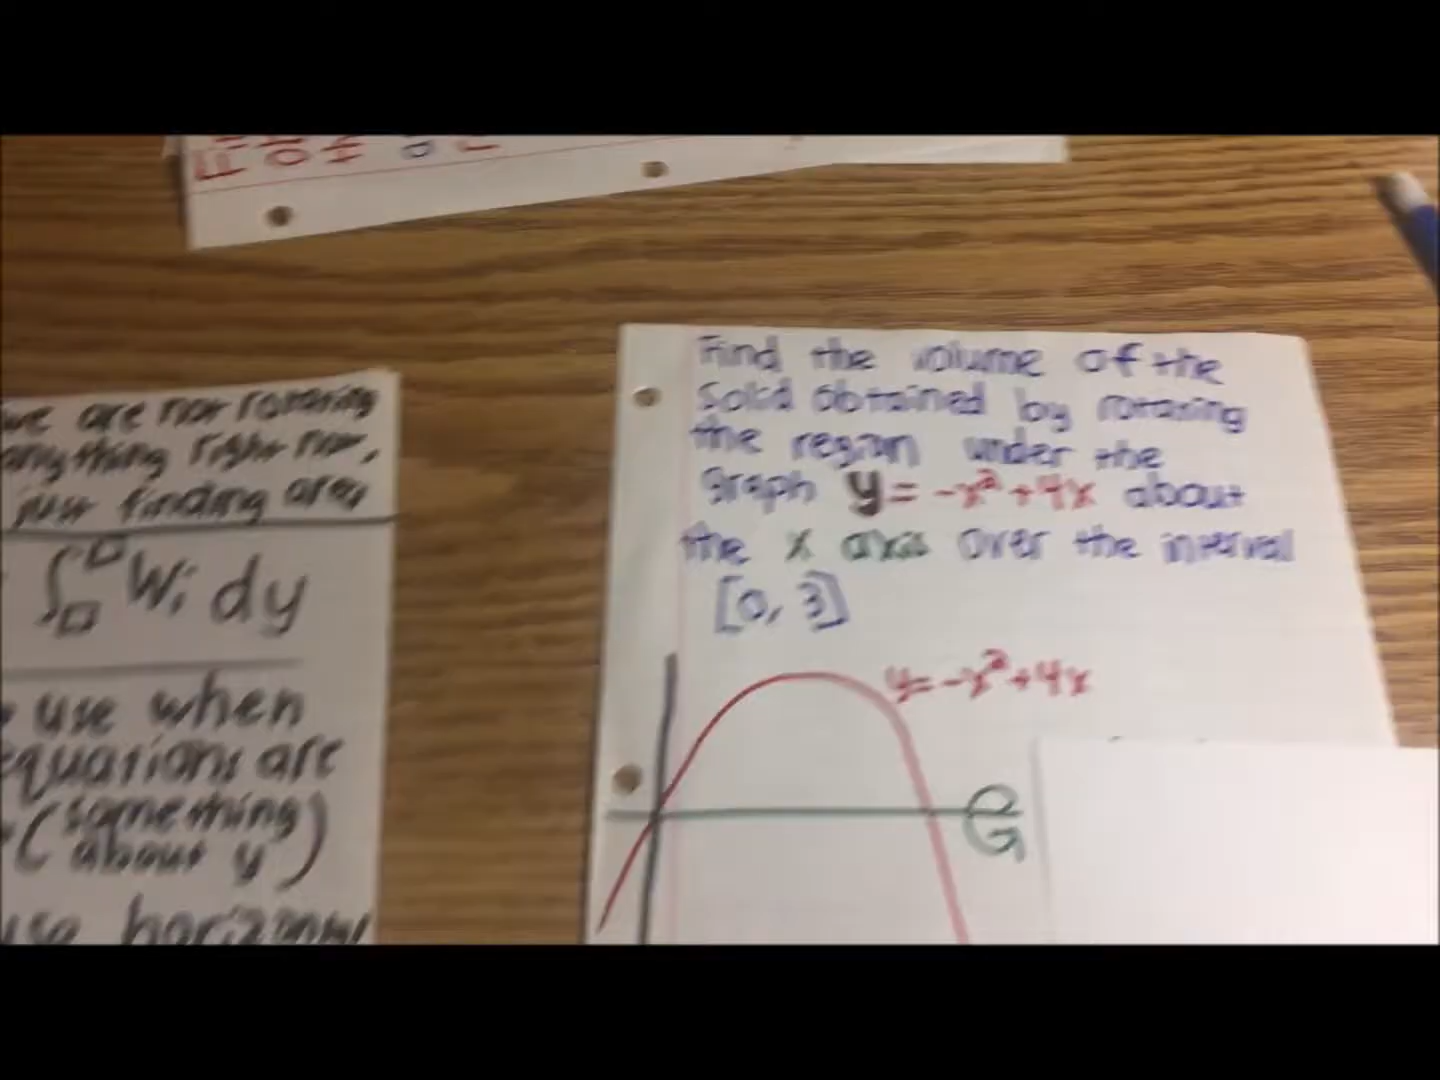 we are not rotating
anything right now,
just finding area
∫□^□ Wi dy
use when
equations are
(something
about y)
use horizontal
Find the volume of the
Solid obtained by rotating
the region under the
graph y = -x² + 4x about
the x axis over the interval
[0, 3]
y = -x² + 4x